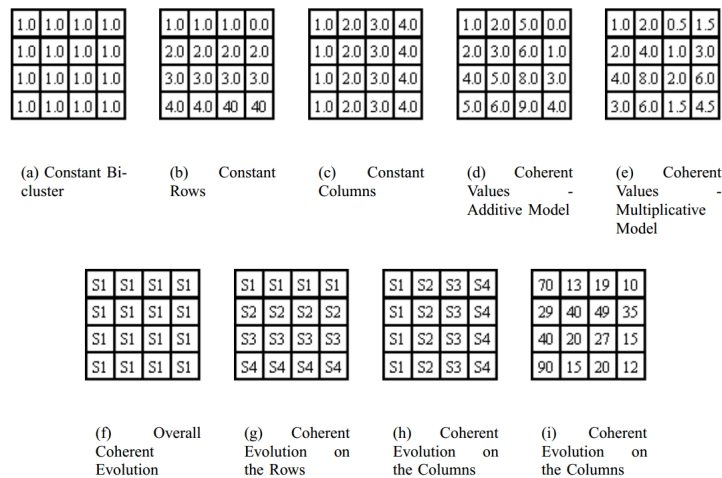 1.0 1.0 1.0 1.0 1.0 1.0 1.0 0.0 1.0 2.0 3.0 4.0 1.0 2.0 5.0 0.0 1.0 2.0 0.5 1.5
1.0 1.0 1.0 1.0 2.0 2.0 2.0 2.0 1.0 2.0 3.0 4.0 2.0 3.0 6.0 1.0 2.0 4.0 1.0 3.0
1.0 1.0 1.0 1.0 3.0 3.0 3.0 3.0 1.0 2.0 3.0 4.0 4.0 5.0 8.0 3.0 4.0 8.0 2.0 6.0
1.0 1.0 1.0 1.0 4.0 4.0 40 40 1.0 2.0 3.0 4.0 5.0 6.0 9.0 4.0 3.0 6.0 1.5 4.5
(a) Constant Bi-
cluster
(b) Constant
Rows
(c) Constant
Columns
(d) Coherent
Values -
Additive Model
(e) Coherent
Values -
Multiplicative
Model
S1 S1 S1 S1 S1 S1 S1 S1 S1 S2 S3 S4 70 13 19 10
S1 S1 S1 S1 S2 S2 S2 S2 S1 S2 S3 S4 29 40 49 35
S1 S1 S1 S1 S3 S3 S3 S3 S1 S2 S3 S4 40 20 27 15
S1 S1 S1 S1 S4 S4 S4 S4 S1 S2 S3 S4 90 15 20 12
(f) Overall
Coherent
Evolution
(g) Coherent
Evolution on
the Rows
(h) Coherent
Evolution on
the Columns
(i) Coherent
Evolution on
the Columns